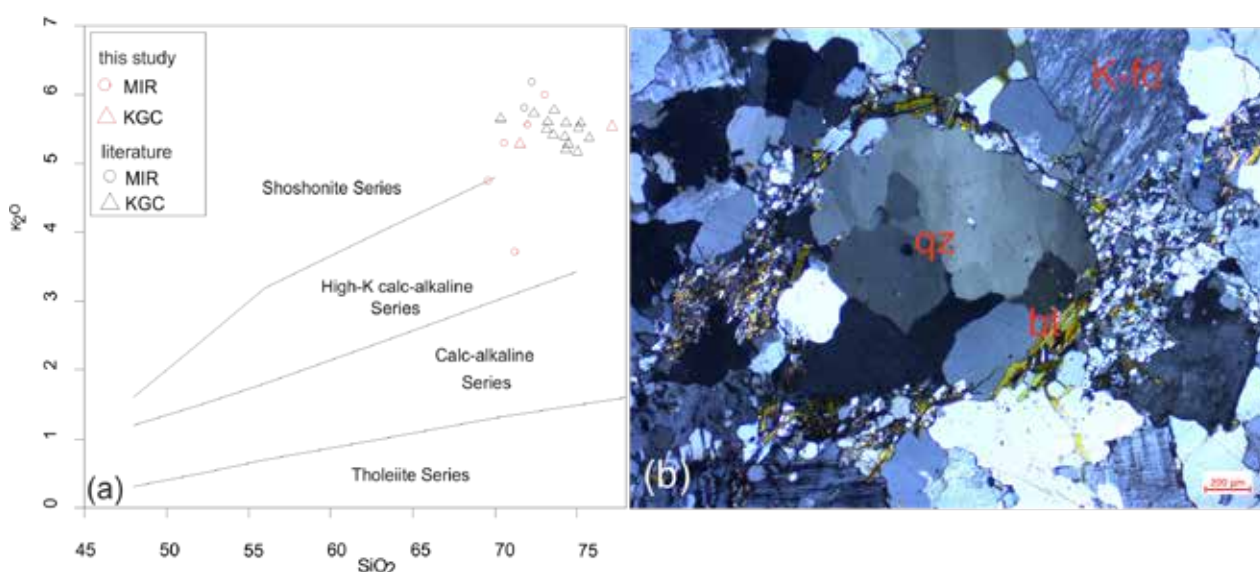 7
6
5
4
3
2
1
0
K2O
this study
MIR
KGC
literature
MIR
KGC
Shoshonite Series
High-K calc-alkaline
Series
Calc-alkaline
Series
Tholeiite Series
(a)
45
50
55
60
65
70
75
SiO2
K-fd
qz
bt
(b)
200 µm